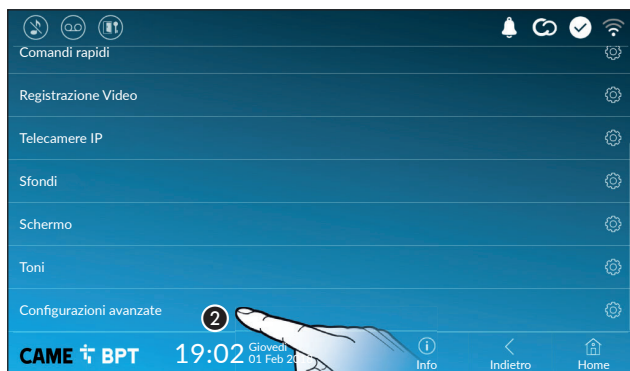 Comandi rapidi
Registrazione Video
Telecamere IP
Sfondi
Schermo
Toni
Configurazioni avanzate
2
CAME BPT 19:02 Giovedì
01 Feb
Info Indietro Home